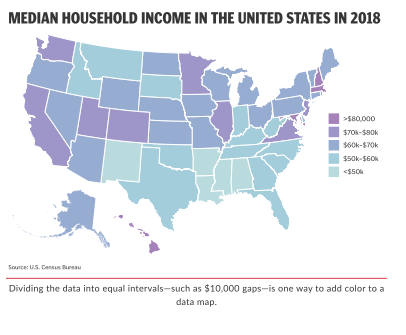 MEDIAN HOUSEHOLD INCOME IN THE UNITED STATES IN 2018
>$80,000
$70k–$80k
$60k–$70k
$50k–$60k
<$50k
Source: U.S. Census Bureau
Dividing the data into equal intervals—such as $10,000 gaps—is one way to add color to a
data map.